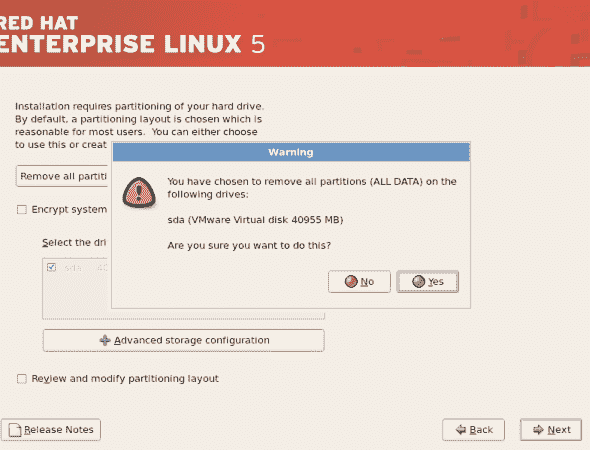 RED HAT
ENTERPRISE LINUX 5
Installation requires partitioning of your hard drive.
By default, a partitioning layout is chosen which is
reasonable for most users. You can either choose
to use this or creat
Warning
You have chosen to remove all partitions (ALL DATA) on the
following drives:
sda (VMware Virtual disk 40955 MB)
Are you sure you want to do this?
No
Yes
Remove all partiti
Encrypt system
Select the dri
sda 40
Advanced storage configuration
Review and modify partitioning layout
Release Notes
Back
Next